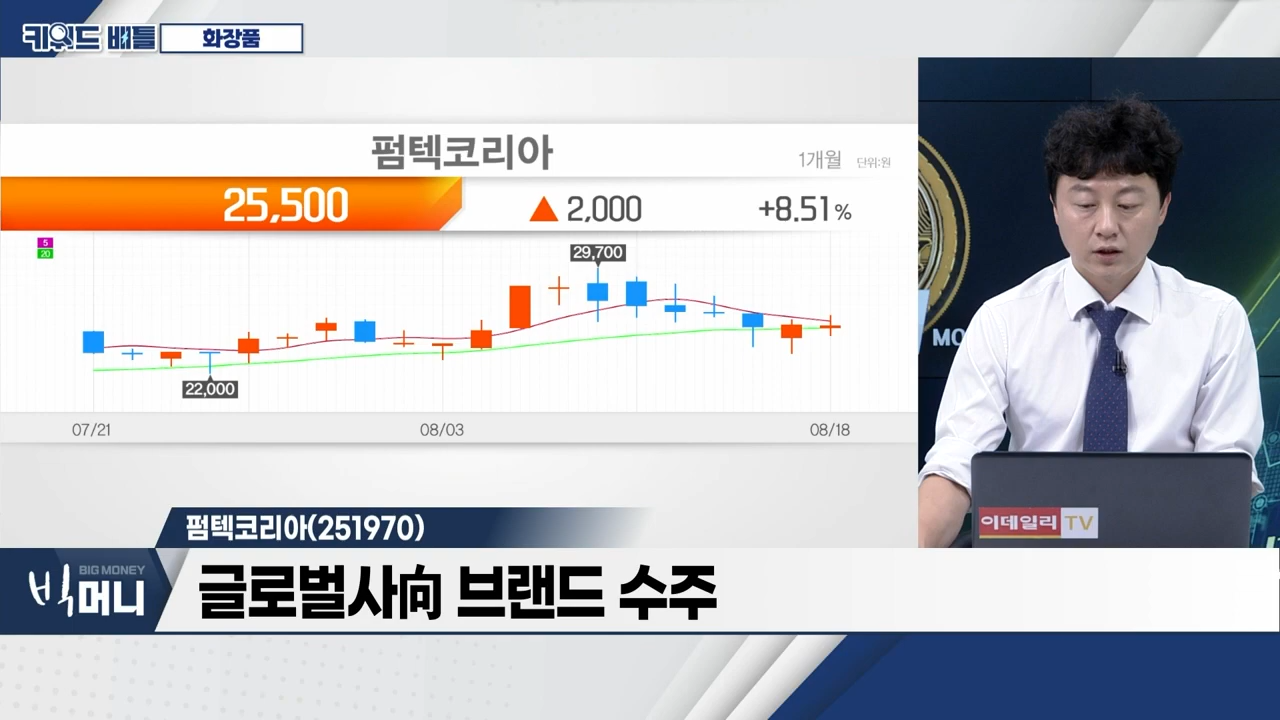 키워드 배틀 화장품
펌텍코리아
1개월 단위:원
25,500 ▲ 2,000 +8.51%
5
20
29,700
22,000
07/21 08/03 08/18
MO
이데일리 TV
펌텍코리아(251970)
빅머니 BIG MONEY
글로벌사向 브랜드 수주